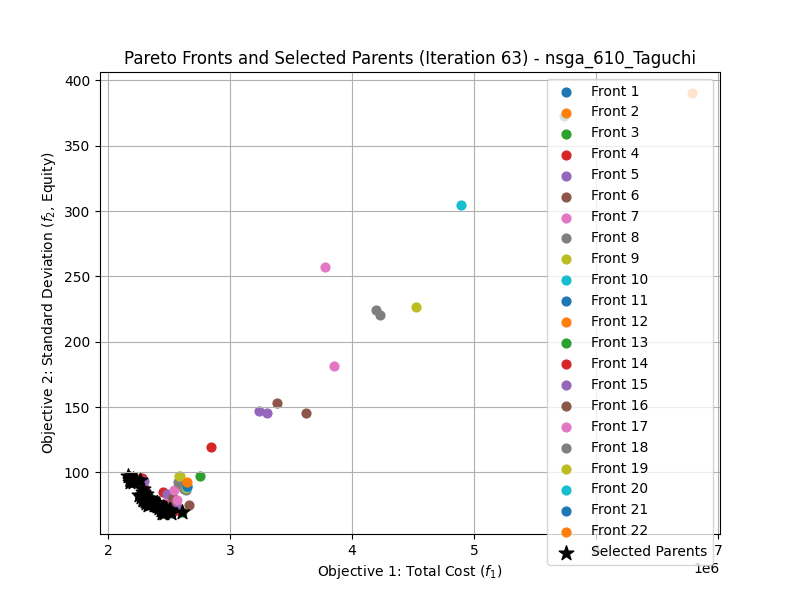 Pareto Fronts and Selected Parents (Iteration 63) - nsga_610_Taguchi
Objective 2: Standard Deviation (f₂, Equity)
400
350
300
250
200
150
100
2
3
4
5
7
1e6
Objective 1: Total Cost (f₁)
Front 1
Front 2
Front 3
Front 4
Front 5
Front 6
Front 7
Front 8
Front 9
Front 10
Front 11
Front 12
Front 13
Front 14
Front 15
Front 16
Front 17
Front 18
Front 19
Front 20
Front 21
Front 22
Selected Parents